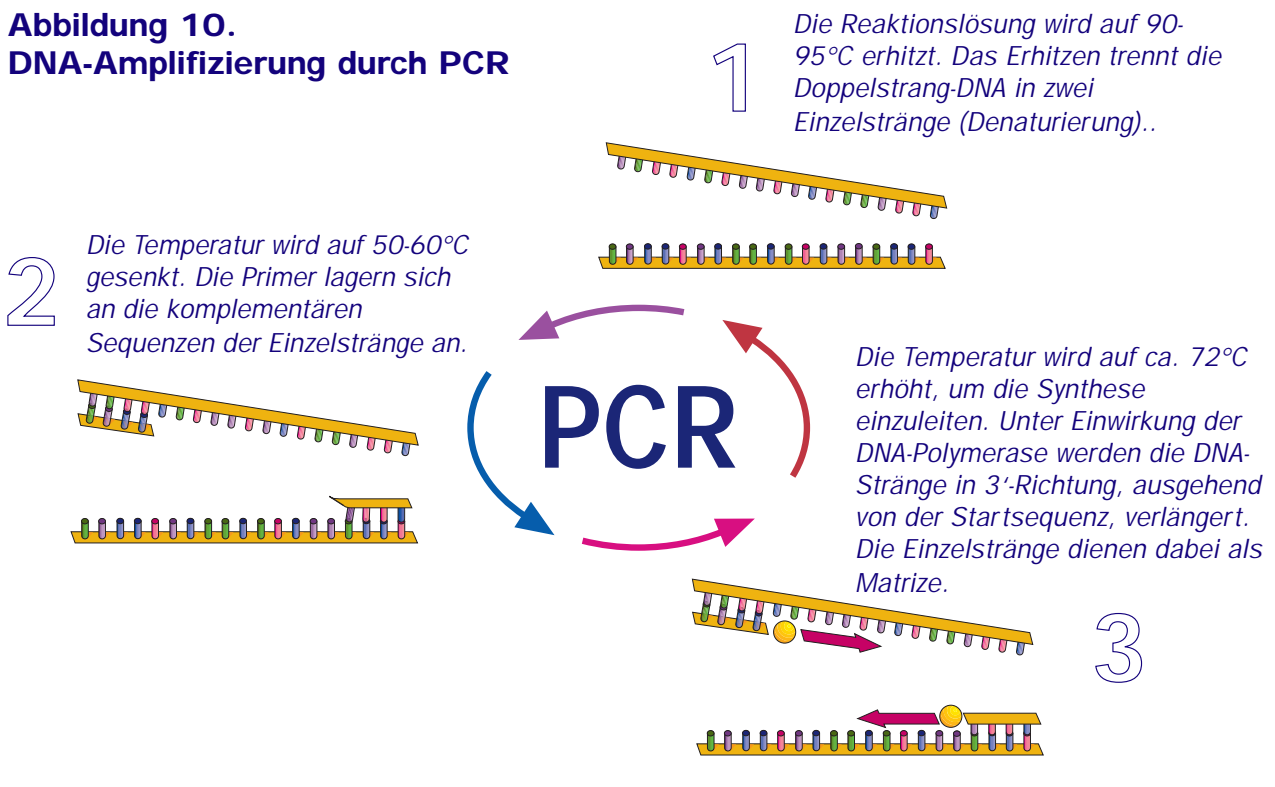 Abbildung 10.
DNA-Amplifizierung durch PCR
1
Die Reaktionslösung wird auf 90-
95°C erhitzt. Das Erhitzen trennt die
Doppelstrang-DNA in zwei
Einzelstränge (Denaturierung)..
2
Die Temperatur wird auf 50-60°C
gesenkt. Die Primer lagern sich
an die komplementären
Sequenzen der Einzelstränge an.
PCR
Die Temperatur wird auf ca. 72°C
erhöht, um die Synthese
einzuleiten. Unter Einwirkung der
DNA-Polymerase werden die DNA-
Stränge in 3‘-Richtung, ausgehend
von der Startsequenz, verlängert.
Die Einzelstränge dienen dabei als
Matrize.
3